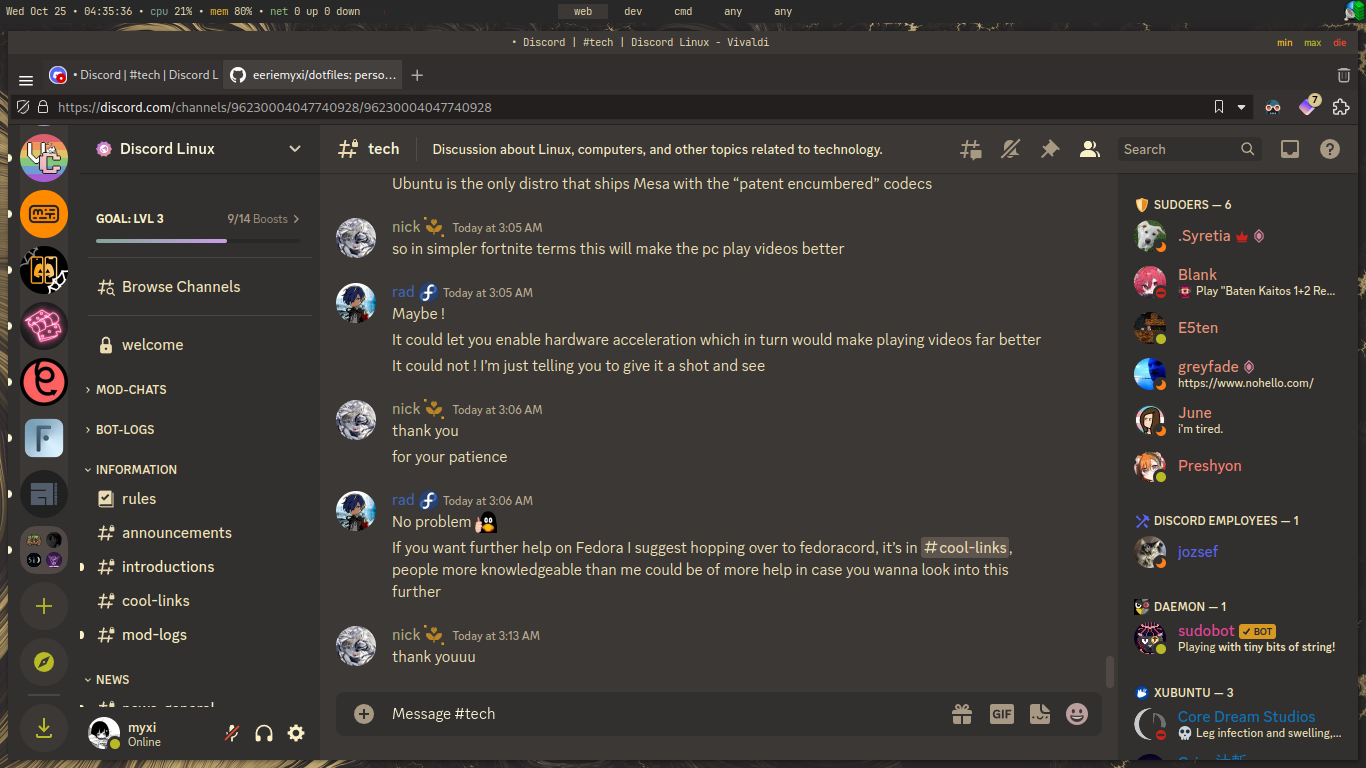 Wed Oct 25 • 04:35:36 • cpu 21% • mem 80% • net 0 up 0 down
web dev cmd any any
• Discord | #tech | Discord Linux - Vivaldi
min max die
• Discord | #tech | Discord L
eeriemyxi/dotfiles: perso…
https://discord.com/channels/96230004047740928/96230004047740928
7
Discord Linux
GOAL: LVL 3
9/14 Boosts
Browse Channels
welcome
MOD-CHATS
BOT-LOGS
INFORMATION
rules
announcements
introductions
cool-links
mod-logs
NEWS
myxi
Online
tech
Discussion about Linux, computers, and other topics related to technology.
Search
Ubuntu is the only distro that ships Mesa with the “patent encumbered” codecs
nick Today at 3:05 AM
so in simpler fortnite terms this will make the pc play videos better
rad Today at 3:05 AM
Maybe !
It could let you enable hardware acceleration which in turn would make playing videos far better
It could not ! I’m just telling you to give it a shot and see
nick Today at 3:06 AM
thank you
for your patience
rad Today at 3:06 AM
No problem
If you want further help on Fedora I suggest hopping over to fedoracord, it’s in #cool-links,
people more knowledgeable than me could be of more help in case you wanna look into this
further
nick Today at 3:13 AM
thank youuu
Message #tech
GIF
SUDOERS — 6
.Syretia
Blank
Play "Baten Kaitos 1+2 Re…
E5ten
greyfade
https://www.nohello.com/
June
i'm tired.
Preshyon
DISCORD EMPLOYEES — 1
jozsef
DAEMON — 1
sudobot BOT
Playing with tiny bits of string!
XUBUNTU — 3
Core Dream Studios
Leg infection and swelling,…